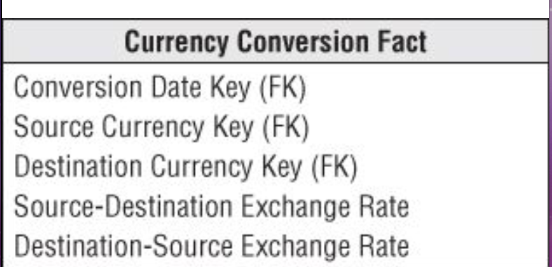 Currency Conversion Fact
Conversion Date Key (FK)
Source Currency Key (FK)
Destination Currency Key (FK)
Source-Destination Exchange Rate
Destination-Source Exchange Rate